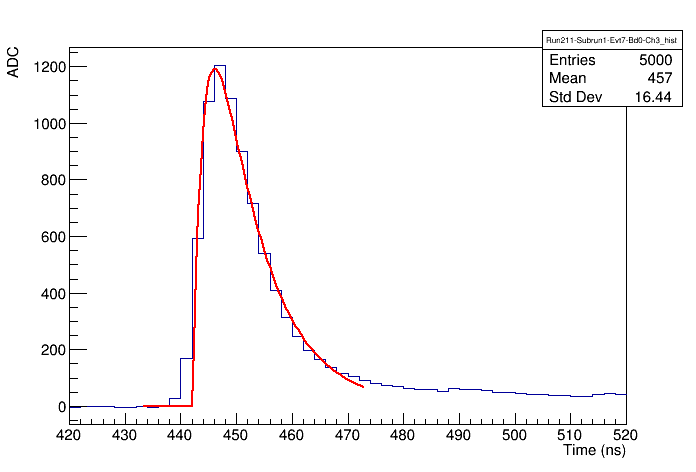 Run211-Subrun1-Evt7-Bd0-Ch3_hist
Entries 5000
Mean 457
Std Dev 16.44
ADC
1200
1000
800
600
400
200
0
420 430 440 450 460 470 480 490 500 510 520
Time (ns)